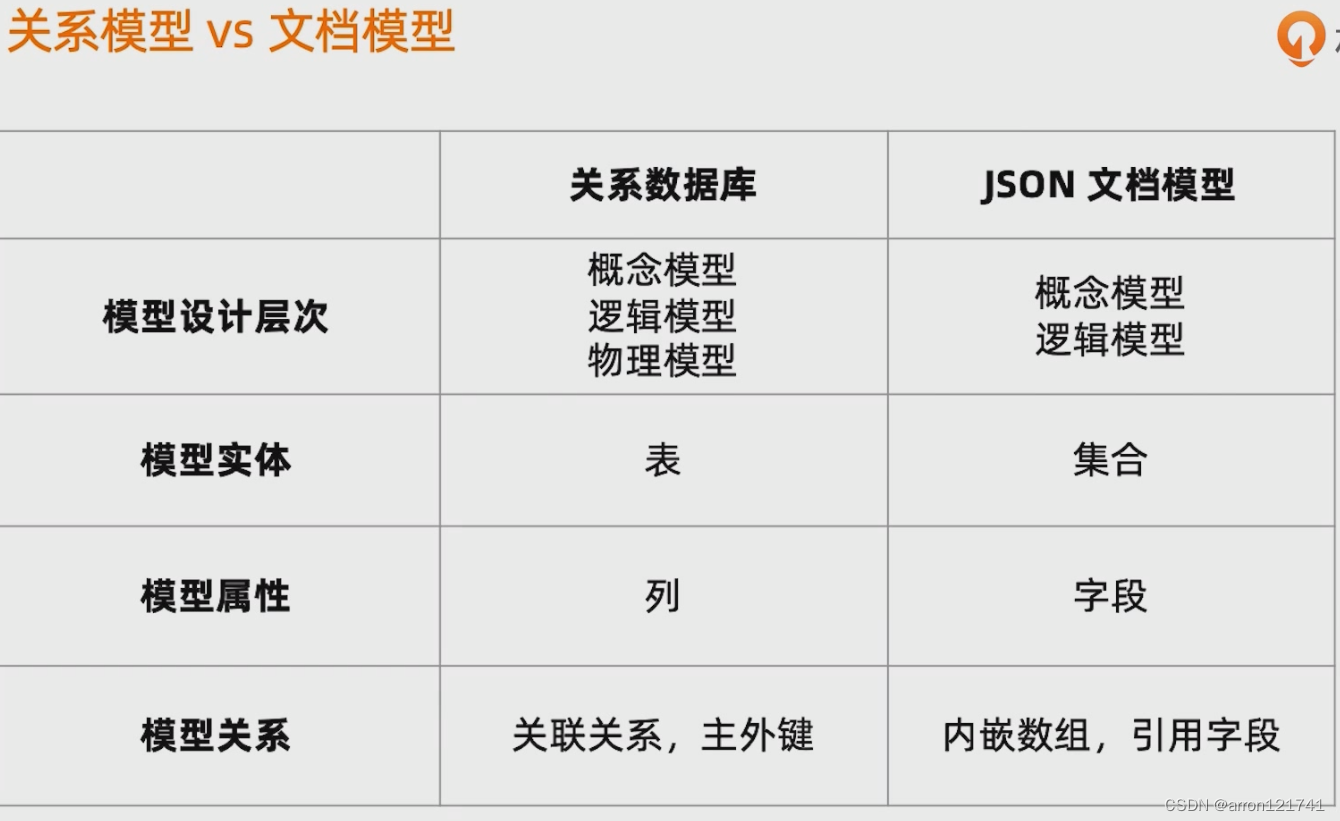 关系模型 vs 文档模型
关系数据库
JSON 文档模型
模型设计层次
概念模型
逻辑模型
物理模型
概念模型
逻辑模型
模型实体
表
集合
模型属性
列
字段
模型关系
关联关系，主外键
内嵌数组，引用字段
CSDN @arron121741